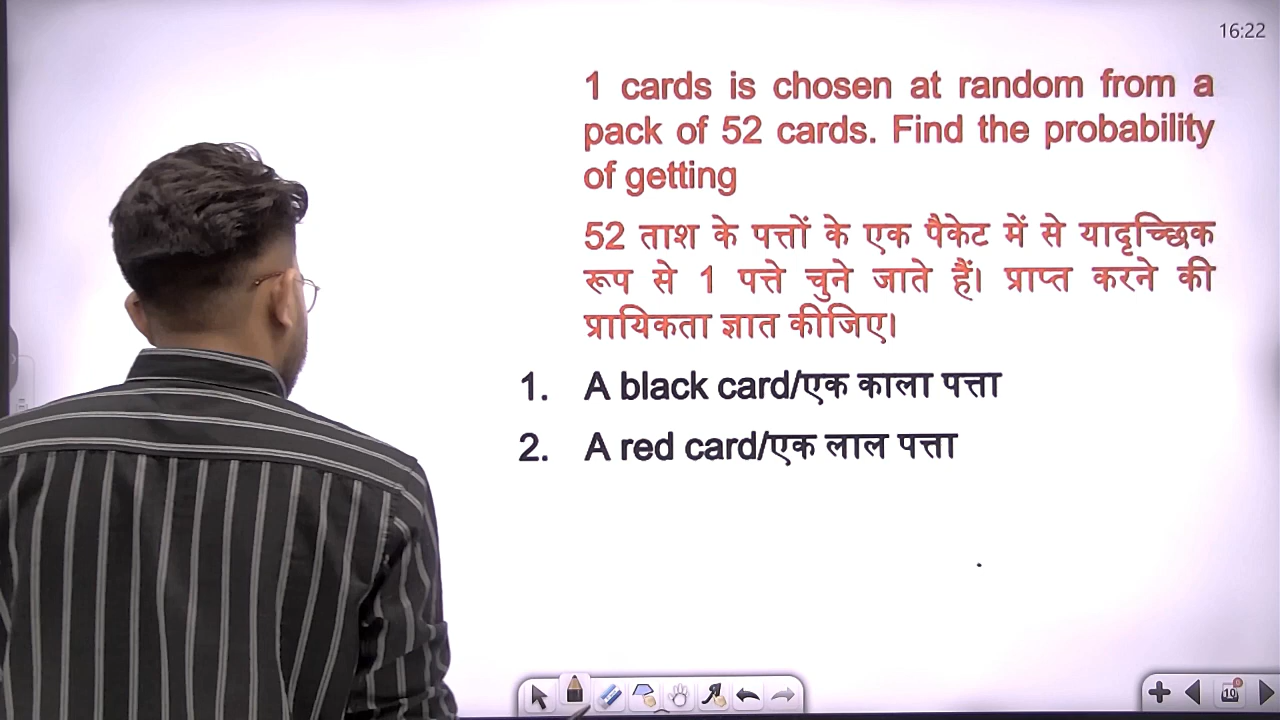 16:22
1 cards is chosen at random from a
pack of 52 cards. Find the probability
of getting
52 ताश के पत्तों के एक पैकेट में से यादृच्छिक
रूप से 1 पत्ते चुने जाते हैं। प्राप्त करने की
प्रायिकता ज्ञात कीजिए।
1. A black card/एक काला पत्ता
2. A red card/एक लाल पत्ता
10